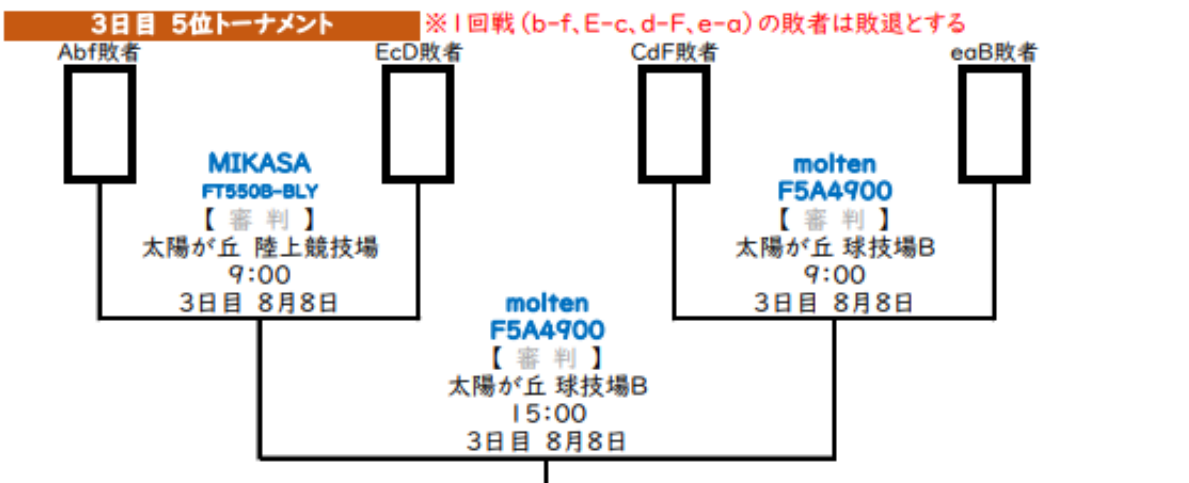 3日目 5位トーナメント
※1回戦(b-f、E-c、d-F、e-a)の敗者は敗退とする
Abf敗者
EcD敗者
CdF敗者
eaB敗者
MIKASA
FT550B-BLY
【 審 判 】
太陽が丘 陸上競技場
9:00
3日目 8月8日
molten
F5A4900
【 審 判 】
太陽が丘 球技場B
9:00
3日目 8月8日
molten
F5A4900
【 審 判 】
太陽が丘 球技場B
15:00
3日目 8月8日